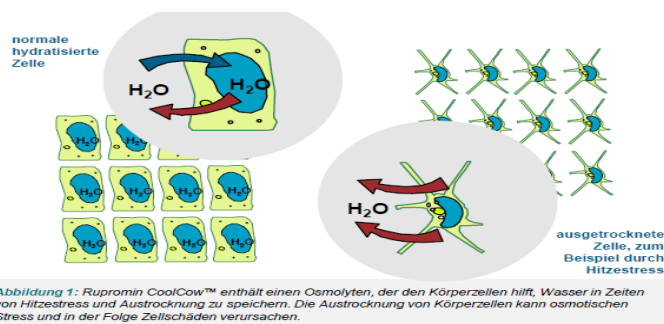 normale
hydratisierte
Zelle
H₂O
H₂O
H₂O
H₂O
H₂O
H₂O
H₂O
H₂O
H₂O
H₂O
H₂O
H₂O
H₂O
H₂O
ausgetrocknete
Zelle, zum
Beispiel durch
Hitzestress
Abbildung 1: Rupromin CoolCow™ enthält einen Osmolyten, der den Körperzellen hilft, Wasser in Zeiten
von Hitzestress und Austrocknung zu speichern. Die Austrocknung von Körperzellen kann osmotischen
Stress und in der Folge Zellschäden verursachen.